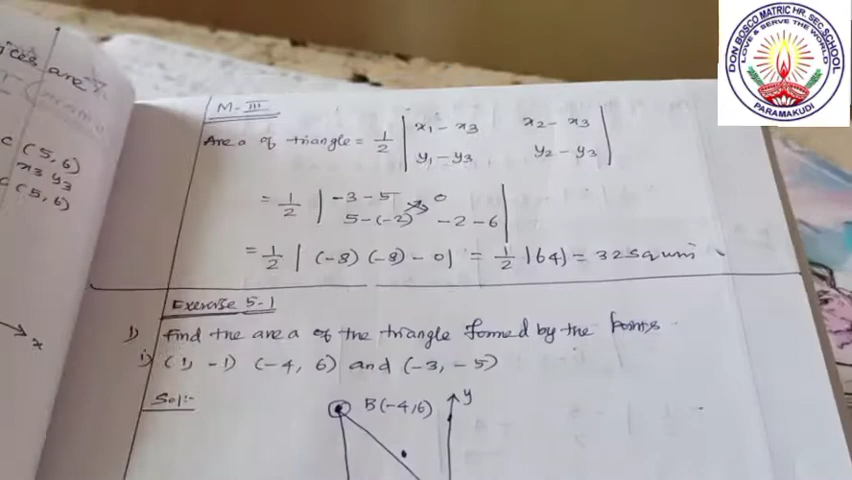 DON BOSCO MATRIC HR. SEC SCHOOL
LOVE & SERVE THE WORLD
PARAMAKUDI
ices are
C (5, 6)
x3 y3
C (5, 6)
x
M-III
Area of triangle = 1/2 | x1 - x3 x2 - x3 |
y1 - y3 y2 - y3
= 1/2 | -3-5 0 |
5-(-2) -2-6
= 1/2 | (-8) (-8) - 0 | = 1/2 |64| = 32 sq uni
Exercise 5-1
1) Find the area of the triangle formed by the points
i) (1, -1) (-4, 6) and (-3, -5)
Sol:-
B(-4,6)
y